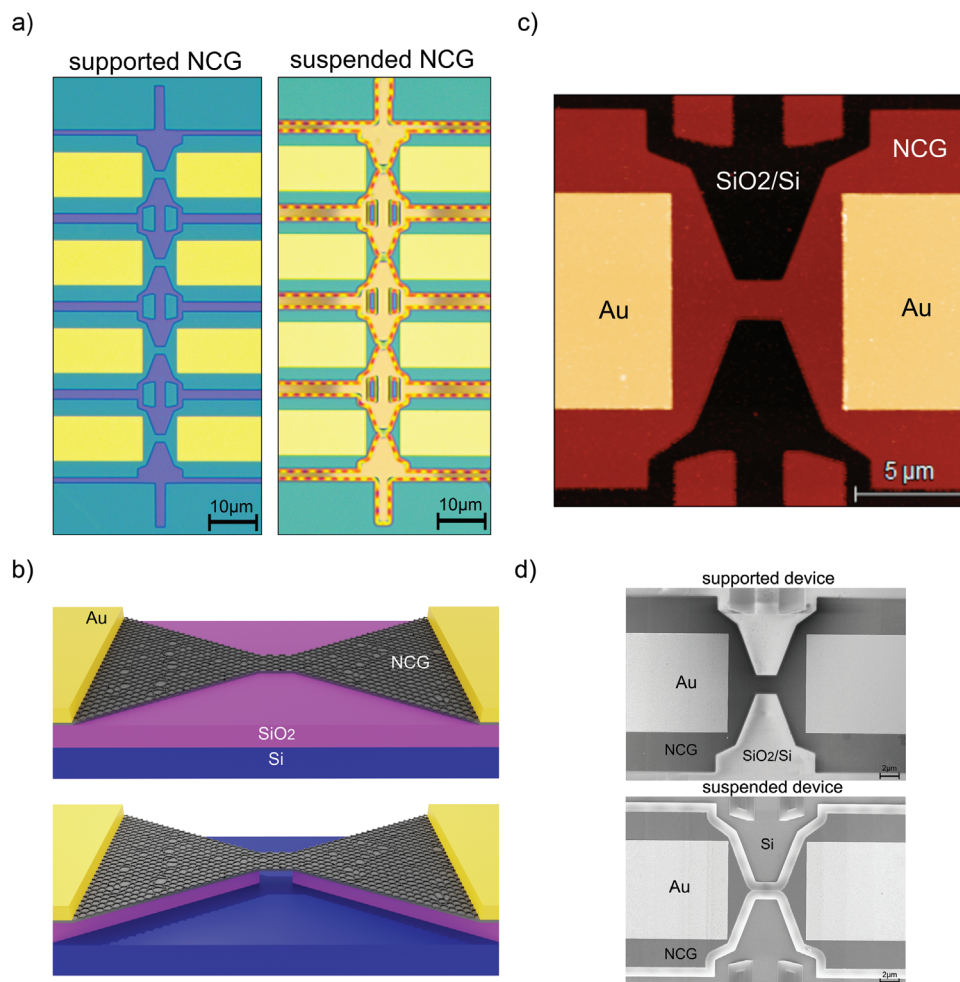 a)
supported NCG
suspended NCG
10µm
10µm
b)
Au
NCG
SiO2
Si
c)
NCG
SiO2/Si
Au
Au
5 µm
d)
supported device
Au
NCG
SiO2/Si
2µm
suspended device
Si
Au
NCG
2µm